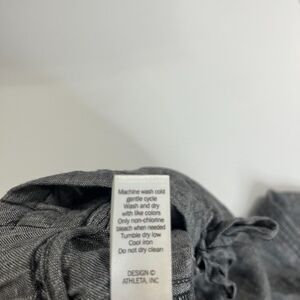 Machine wash cold
gentle cycle
Wash and dry
with like colors
Only non-chlorine
bleach when needed
Tumble dry low
Cool iron
Do not dry clean
DESIGN ©
ATHLETA, INC